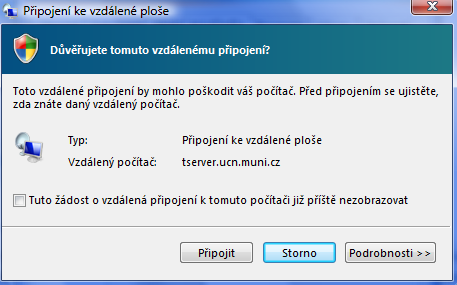 Připojení ke vzdálené ploše
Důvěřujete tomuto vzdálenému připojení?
Toto vzdálené připojení by mohlo poškodit váš počítač. Před připojením se ujistěte,
zda znáte daný vzdálený počítač.
Typ: Připojení ke vzdálené ploše
Vzdálený počítač: tserver.ucn.muni.cz
Tuto žádost o vzdálená připojení k tomuto počítači již příště nezobrazovat
Připojit Storno Podrobnosti >>